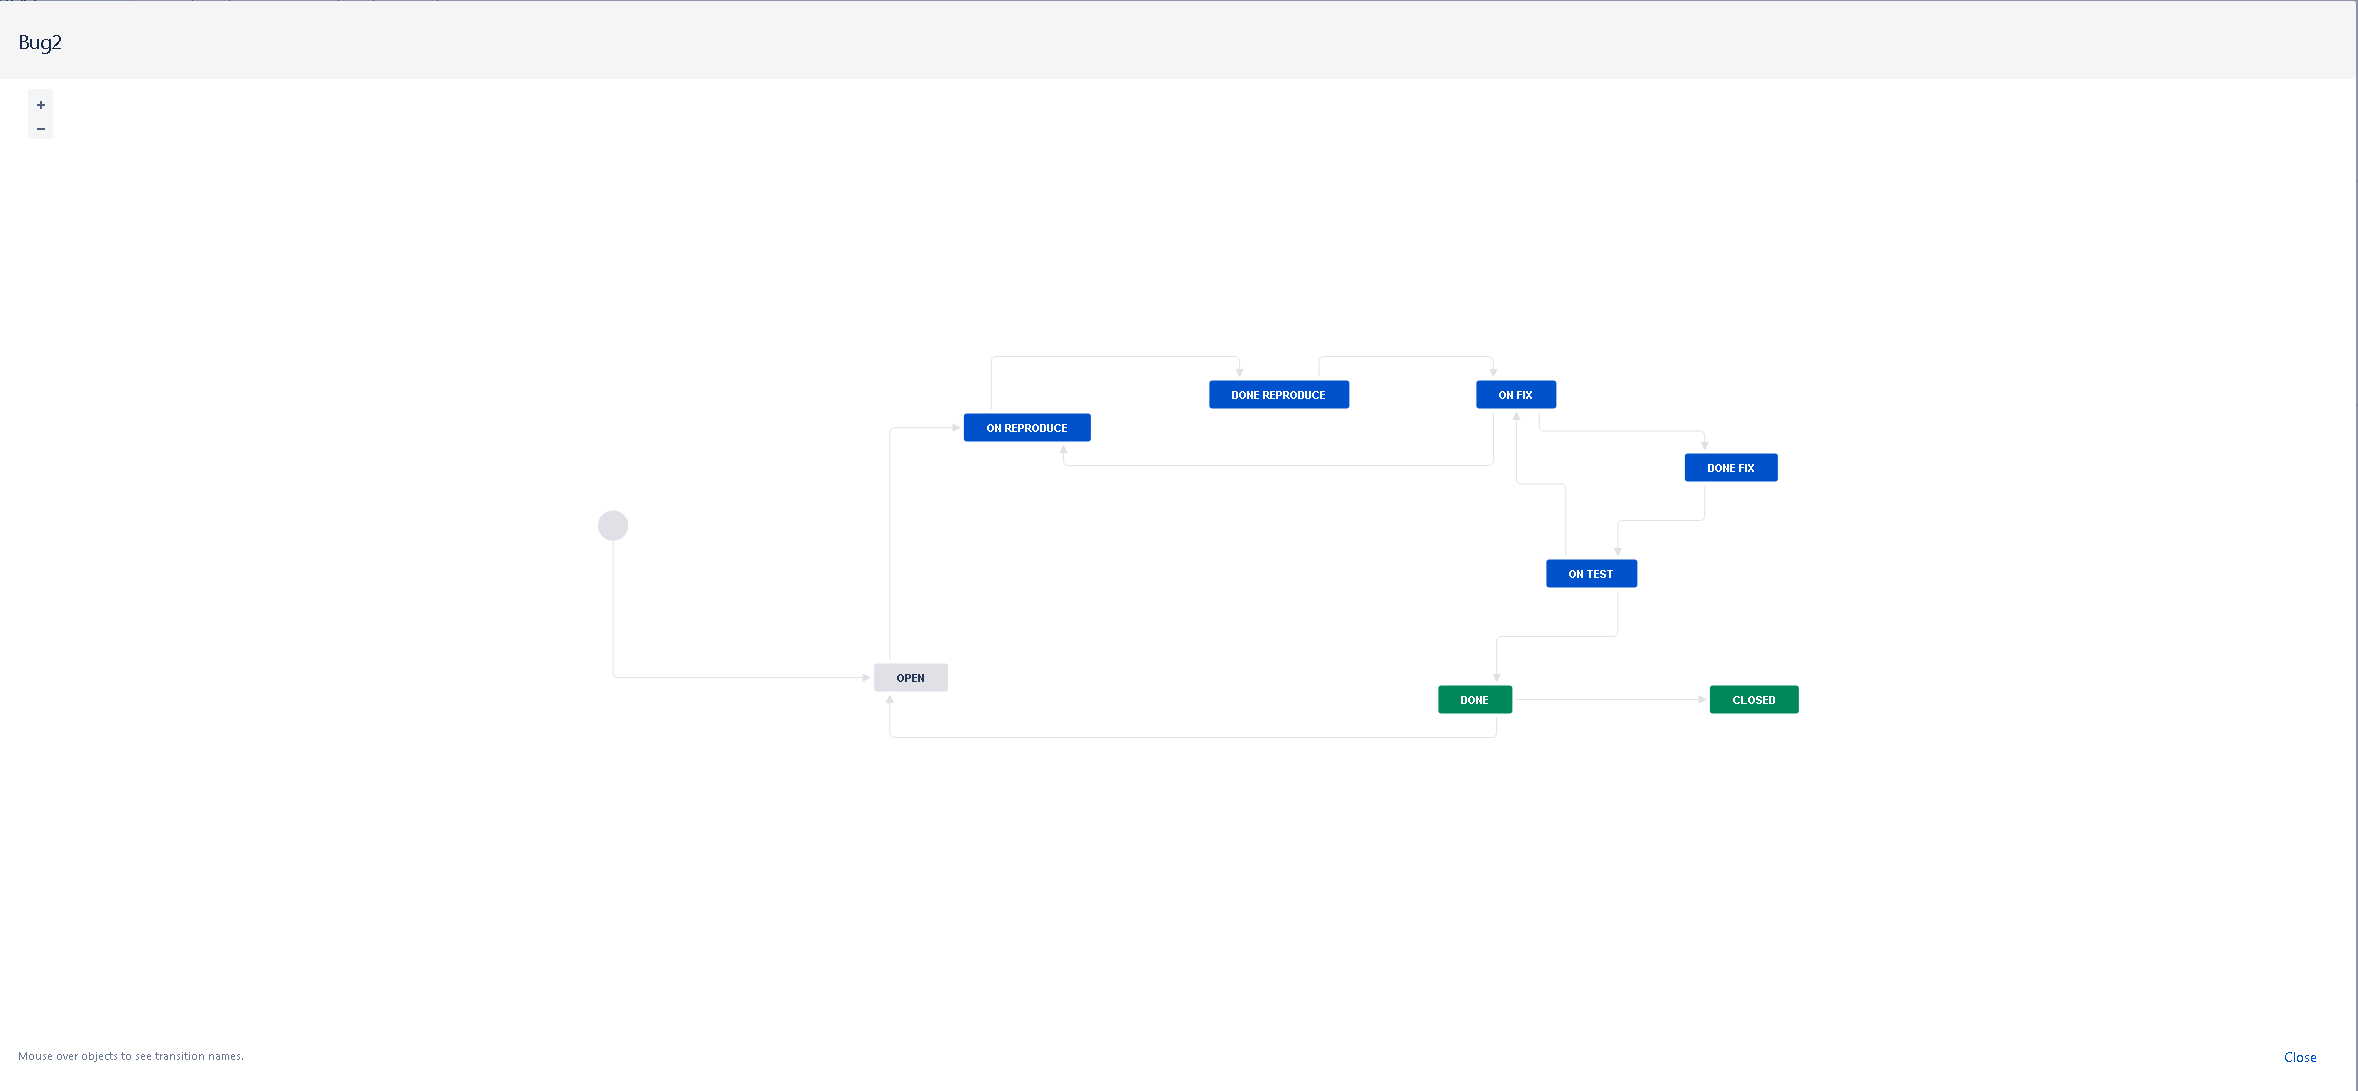 Bug2
+
−
DONE REPRODUCE
ON FIX
ON REPRODUCE
DONE FIX
ON TEST
OPEN
DONE
CLOSED
Mouse over objects to see transition names.
Close